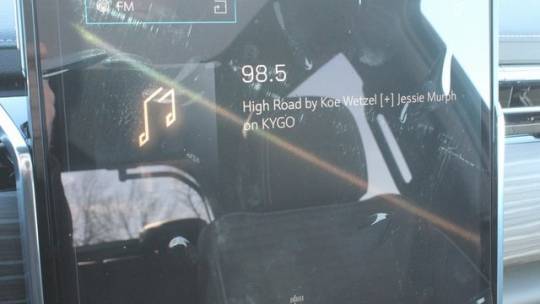 FM
98.5
High Road by Koe Wetzel [+] Jessie Murph
on KYGO